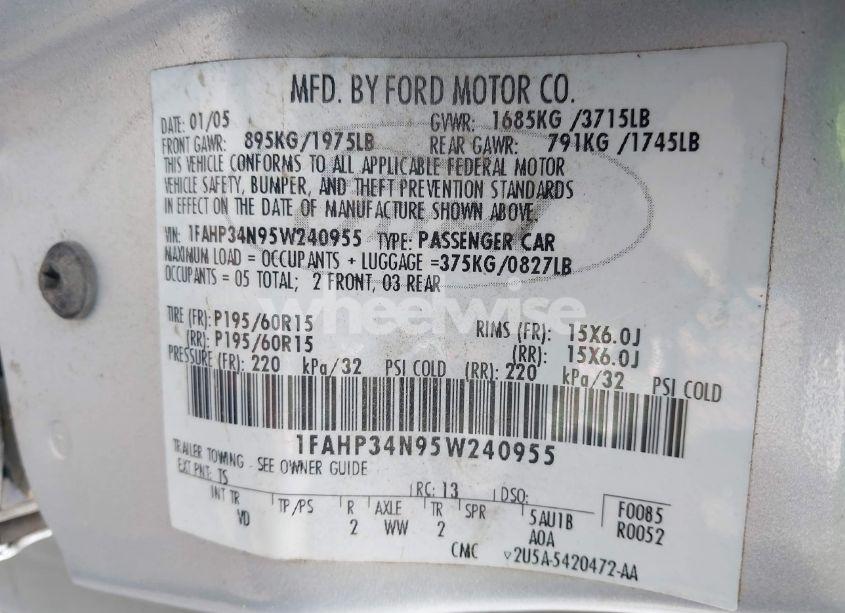 MFD. BY FORD MOTOR CO.
DATE: 01/05 GVWR: 1685KG /3715LB
FRONT GAWR: 895KG/1975LB REAR GAWR: 791KG /1745LB
THIS VEHICLE CONFORMS TO ALL APPLICABLE FEDERAL MOTOR
VEHICLE SAFETY, BUMPER, AND THEFT PREVENTION STANDARDS
IN EFFECT ON THE DATE OF MANUFACTURE SHOWN ABOVE.
VIN: 1FAHP34N95W240955 TYPE: PASSENGER CAR
MAXIMUM LOAD = OCCUPANTS + LUGGAGE =375KG/0827LB
OCCUPANTS = 05 TOTAL; 2 FRONT, 03 REAR
wheelwise
TIRE (FR): P195/60R15 RIMS (FR): 15X6.0J
(RR): P195/60R15 (RR): 15X6.0J
PRESSURE (FR): 220 kPa/32 PSI COLD (RR): 220 kPa/32 PSI COLD
1FAHP34N95W240955
TRAILER TOWING - SEE OWNER GUIDE
EXT PNT: TS RC: 13 DSO: F0085
INT TR TP/PS R AXLE TR SPR 5AU1B R0052
VD 2 WW 2 A0A
CMC ▿2U5A-5420472-AA